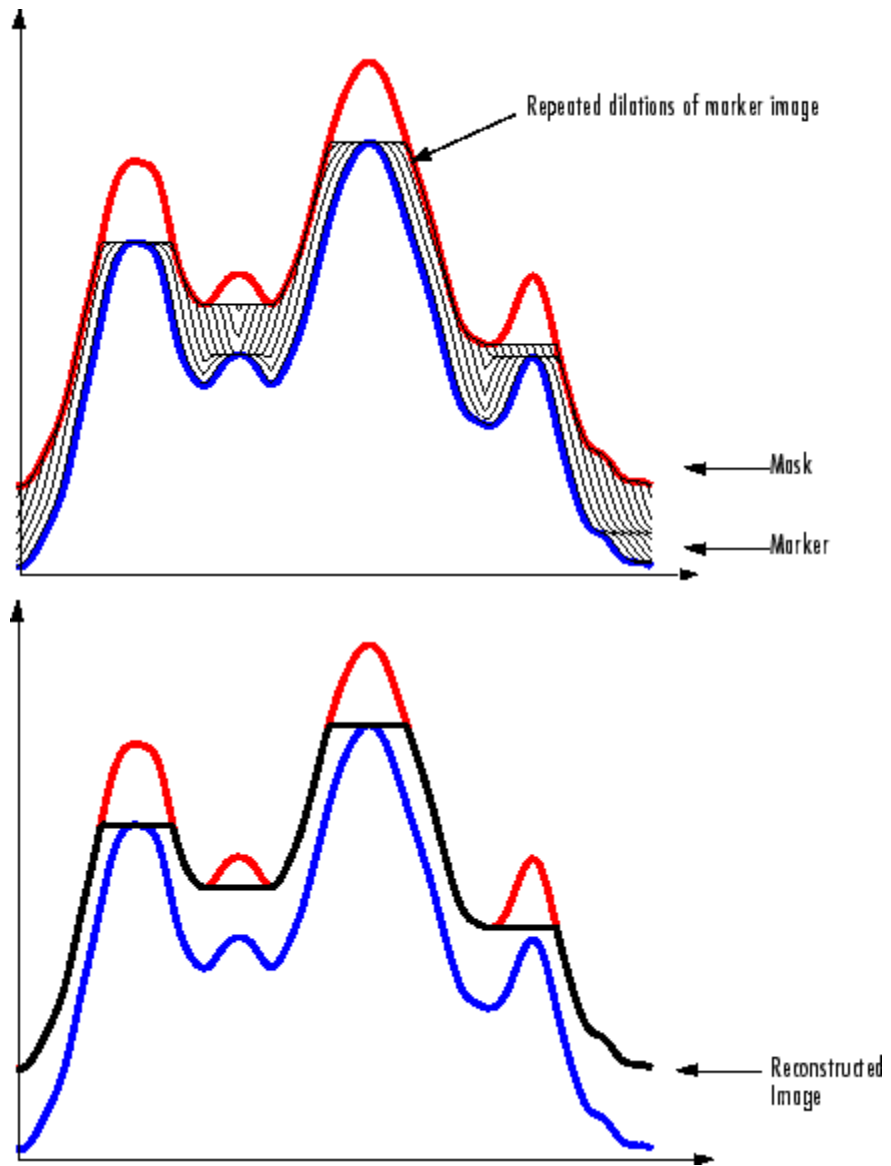 Repeated dilations of marker image
Mask
Marker
Reconstructed
Image